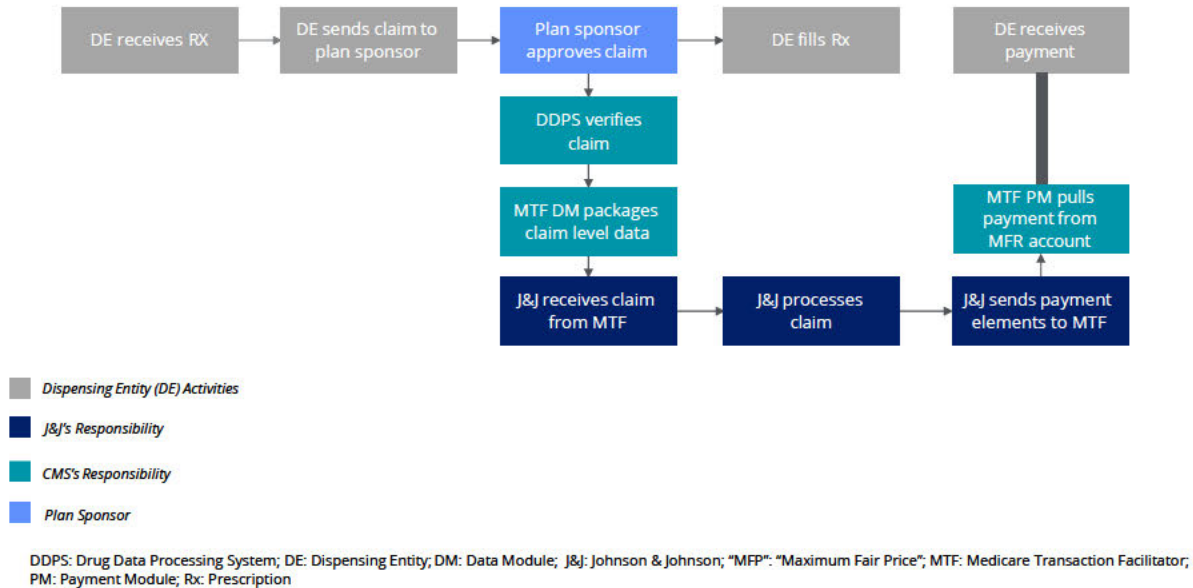 DE receives RX
DE sends claim to
plan sponsor
Plan sponsor
approves claim
DE fills Rx
DE receives
payment
DDPS verifies
claim
MTF DM packages
claim level data
MTF PM pulls
payment from
MFR account
J&J receives claim
from MTF
J&J processes
claim
J&J sends payment
elements to MTF
Dispensing Entity (DE) Activities
J&J's Responsibility
CMS's Responsibility
Plan Sponsor
DDPS: Drug Data Processing System; DE: Dispensing Entity; DM: Data Module; J&J: Johnson & Johnson; “MFP”: “Maximum Fair Price”; MTF: Medicare Transaction Facilitator;
PM: Payment Module; Rx: Prescription